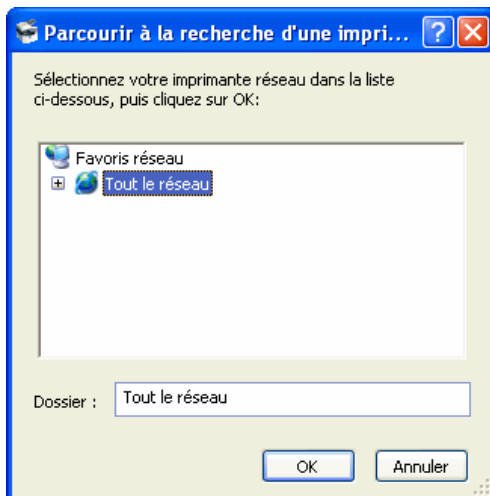 Parcourir à la recherche d'une impri...
Sélectionnez votre imprimante réseau dans la liste
ci-dessous, puis cliquez sur OK:
Favoris réseau
Tout le réseau
Dossier : Tout le réseau
OK Annuler